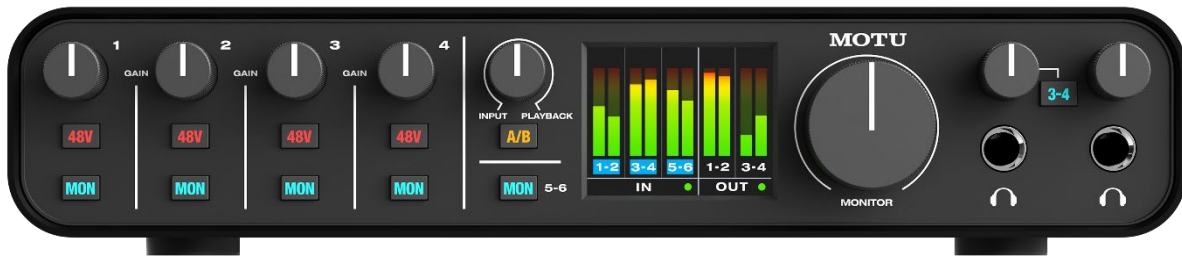 1 2 3 4
GAIN GAIN GAIN
MOTU
INPUT PLAYBACK
48V 48V 48V 48V A/B
3-4
1-2 3-4 5-6 1-2 3-4
IN OUT
MON MON MON MON MON 5-6
MONITOR